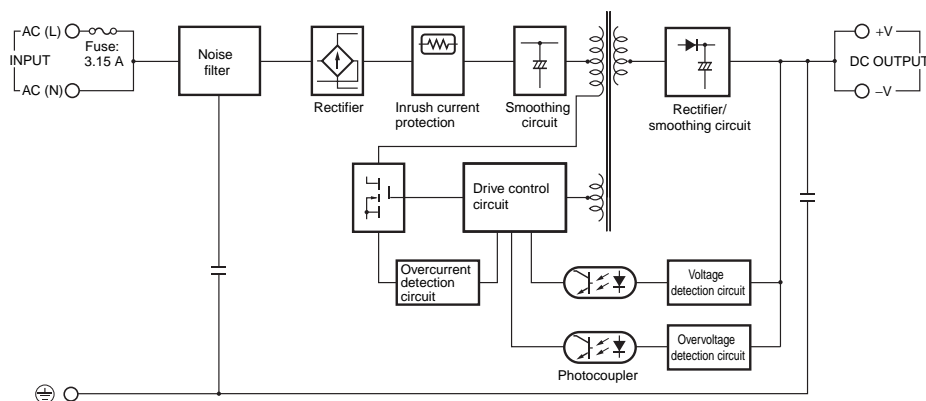 AC (L)
Fuse:
3.15 A
INPUT
AC (N)
Noise
filter
Rectifier
Inrush current
protection
Smoothing
circuit
Rectifier/
smoothing circuit
+V
DC OUTPUT
–V
Drive control
circuit
Overcurrent
detection
circuit
Voltage
detection circuit
Overvoltage
detection circuit
Photocoupler